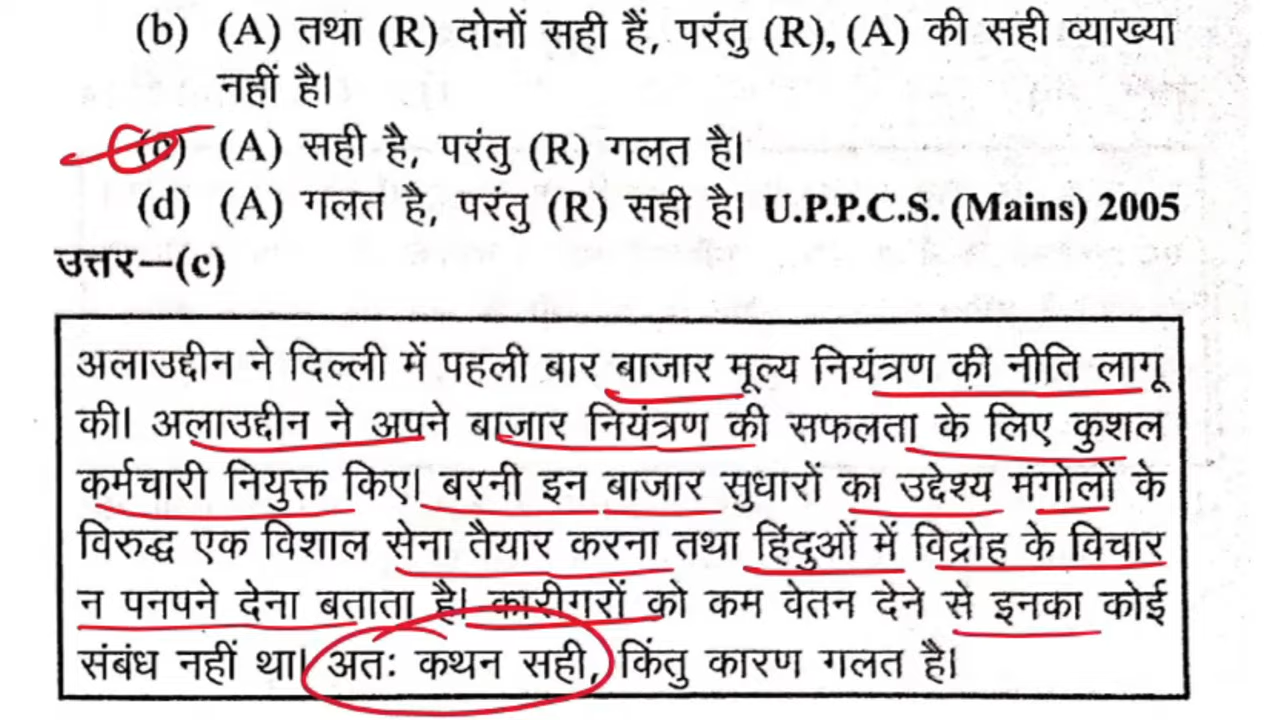 (b) (A) तथा (R) दोनों सही हैं, परंतु (R), (A) की सही व्याख्या
नहीं है।
(c) (A) सही है, परंतु (R) गलत है।
(d) (A) गलत है, परंतु (R) सही है। U.P.P.C.S. (Mains) 2005
उत्तर—(c)
अलाउद्दीन ने दिल्ली में पहली बार बाजार मूल्य नियंत्रण की नीति लागू
की। अलाउद्दीन ने अपने बाजार नियंत्रण की सफलता के लिए कुशल
कर्मचारी नियुक्त किए। बरनी इन बाजार सुधारों का उद्देश्य मंगोलों के
विरुद्ध एक विशाल सेना तैयार करना तथा हिंदुओं में विद्रोह के विचार
न पनपने देना बताता है। कारीगरों को कम वेतन देने से इनका कोई
संबंध नहीं था। अतः कथन सही, किंतु कारण गलत है।